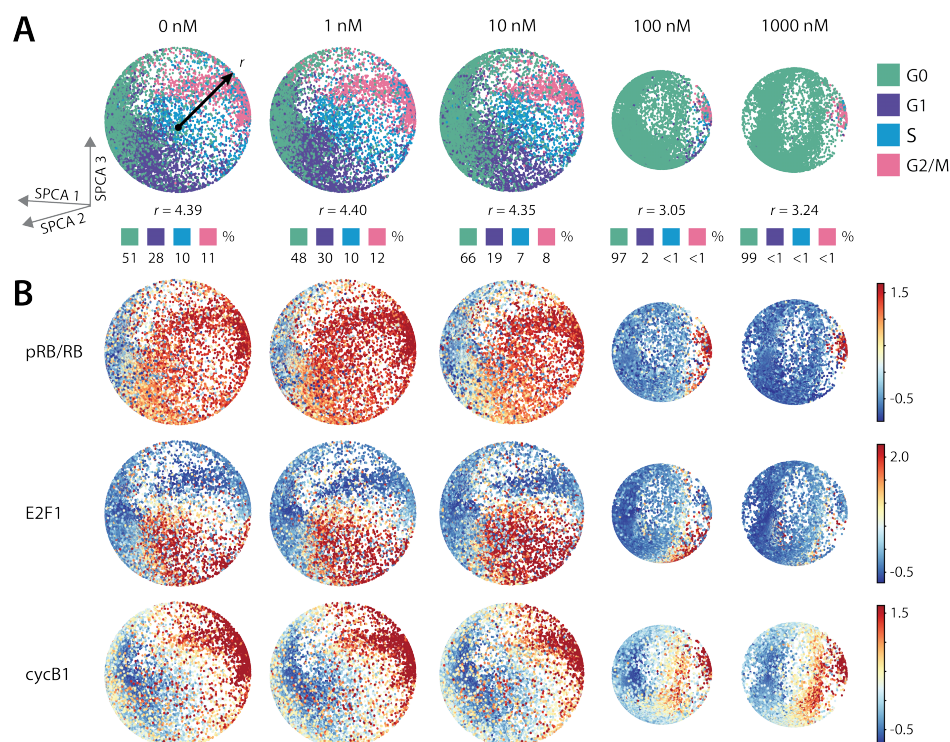 A
0 nM 1 nM 10 nM 100 nM 1000 nM
r
G0
G1
S
G2/M
SPCA 3
SPCA 1
SPCA 2
r = 4.39 r = 4.40 r = 4.35 r = 3.05 r = 3.24
% % % % %
51 28 10 11 48 30 10 12 66 19 7 8 97 2 <1 <1 99 <1 <1 <1
B
1.5
pRB/RB
-0.5
2.0
E2F1
-0.5
1.5
cycB1
-0.5